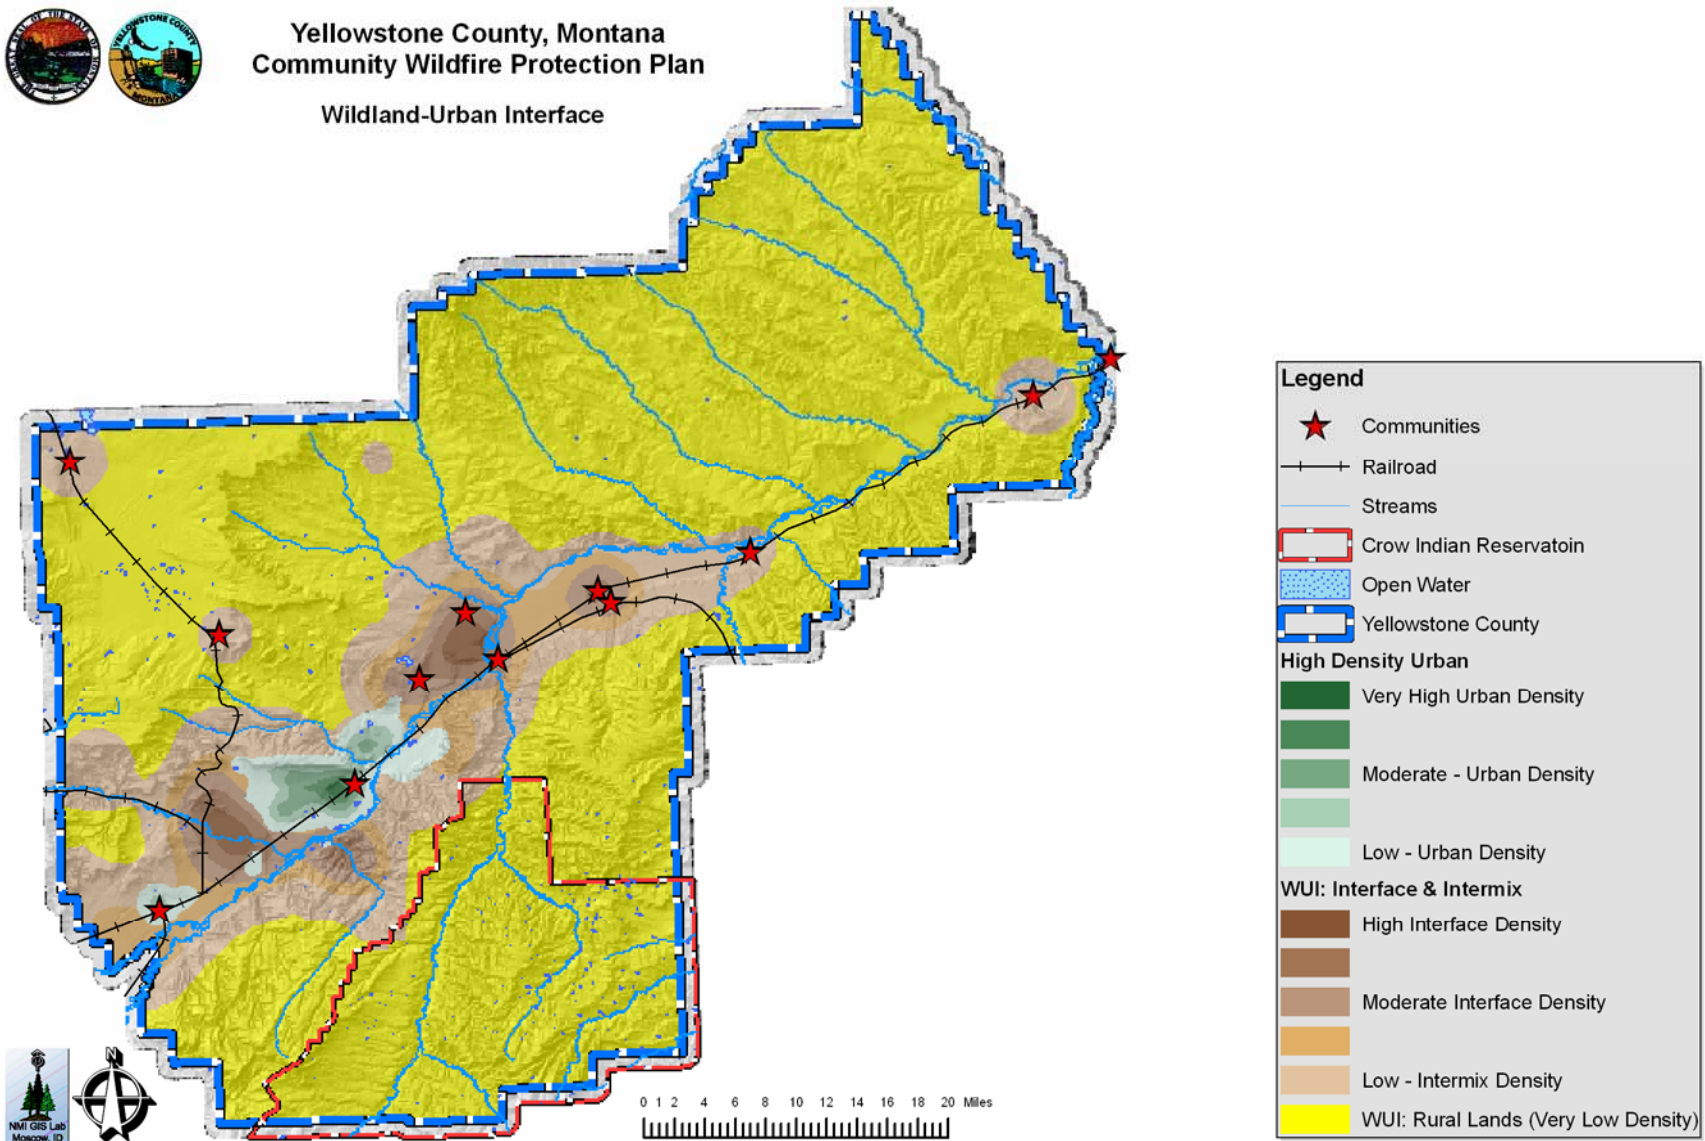 Yellowstone County, Montana
Community Wildfire Protection Plan
Wildland-Urban Interface
YELLOWSTONE COUNTY
MONTANA
Legend
Communities
Railroad
Streams
Crow Indian Reservatoin
Open Water
Yellowstone County
High Density Urban
Very High Urban Density
Moderate - Urban Density
Low - Urban Density
WUI: Interface & Intermix
High Interface Density
Moderate Interface Density
Low - Intermix Density
WUI: Rural Lands (Very Low Density)
N
NMI GIS Lab
Moscow, ID
0 1 2 4 6 8 10 12 14 16 18 20 Miles